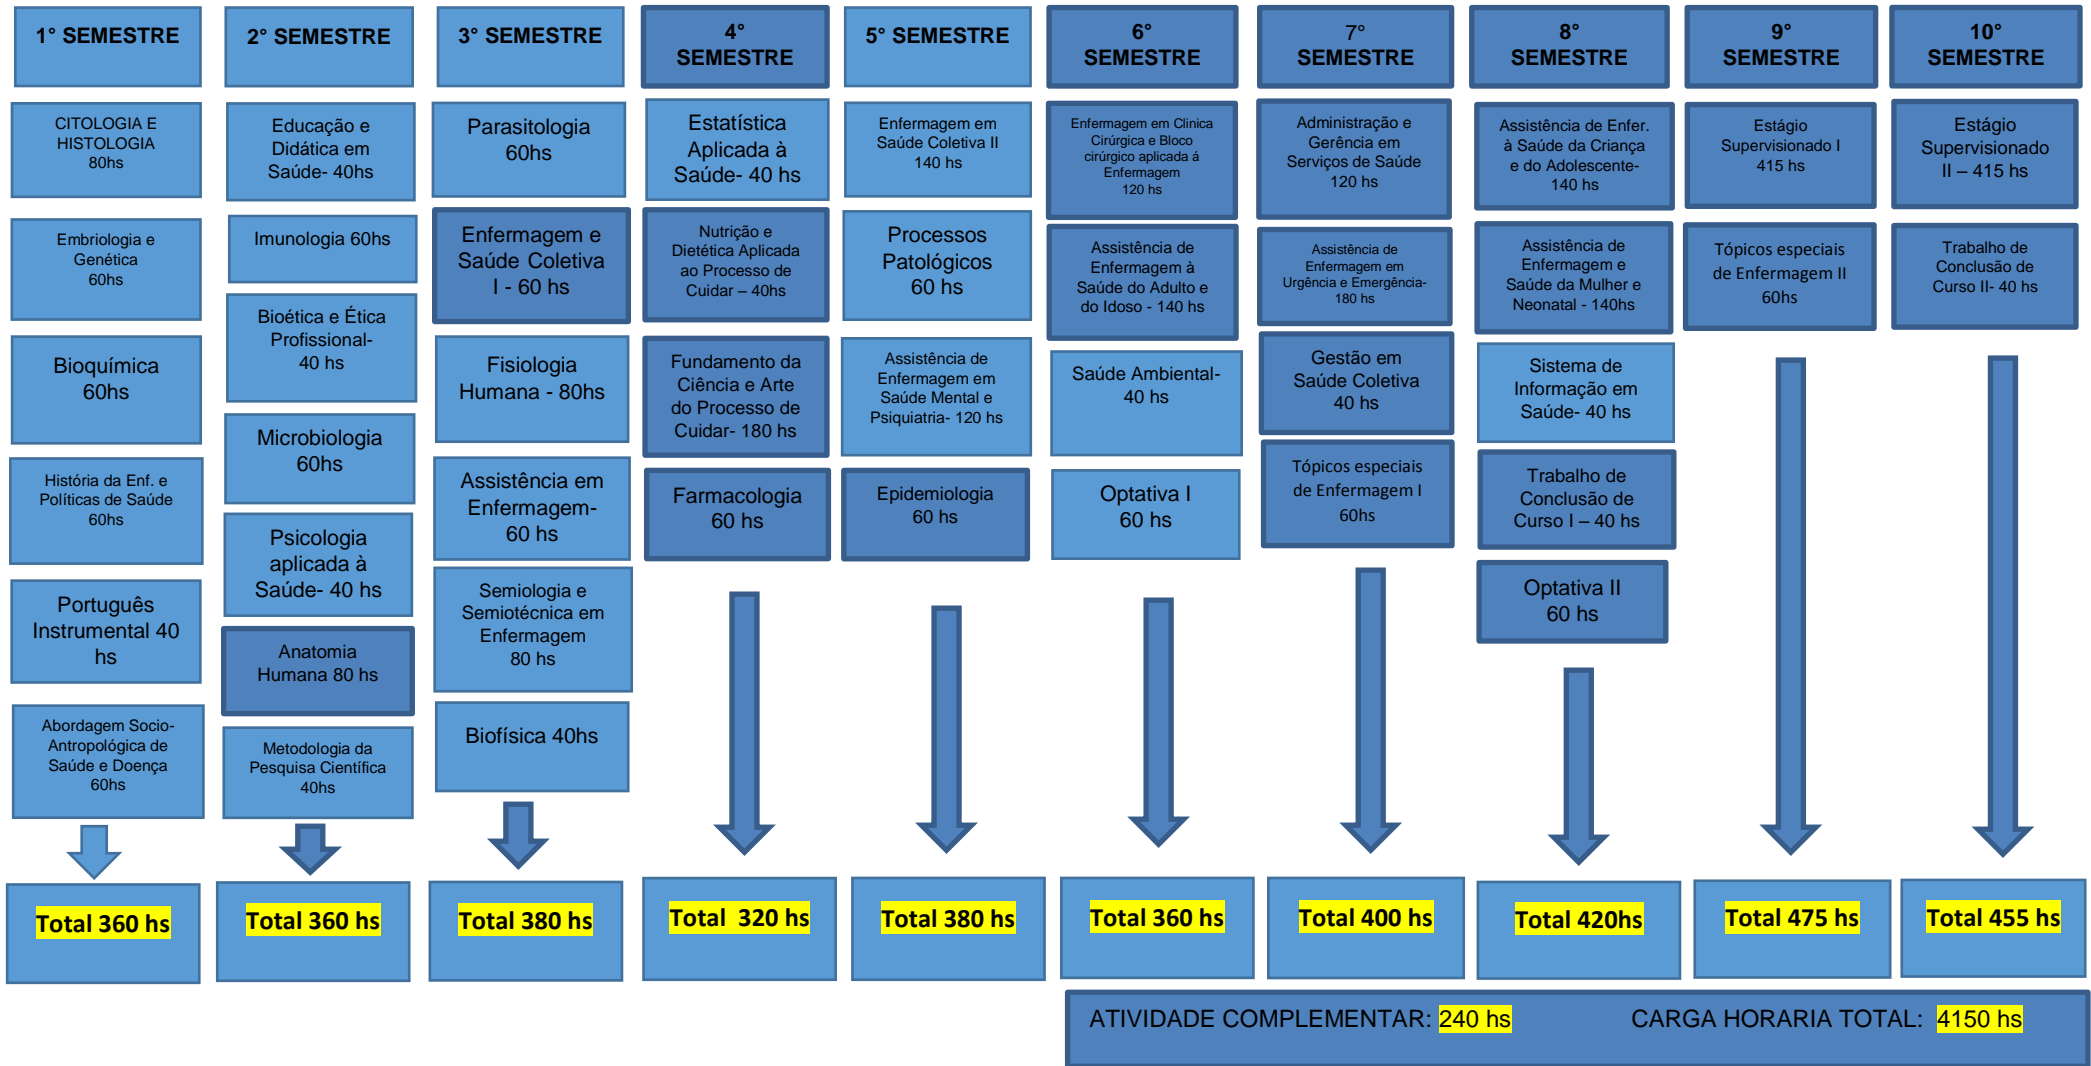 1° SEMESTRE
CITOLOGIA E
HISTOLOGIA
80hs
Embriologia e
Genética
60hs
Bioquímica
60hs
História da Enf. e
Políticas de Saúde
60hs
Português
Instrumental 40
hs
Abordagem Socio-
Antropológica de
Saúde e Doença
60hs
Total 360 hs
2° SEMESTRE
Educação e
Didática em
Saúde- 40hs
Imunologia 60hs
Bioética e Ética
Profissional-
40 hs
Microbiologia
60hs
Psicologia
aplicada à
Saúde- 40 hs
Anatomia
Humana 80 hs
Metodologia da
Pesquisa Científica
40hs
Total 360 hs
3° SEMESTRE
Parasitologia
60hs
Enfermagem e
Saúde Coletiva
I - 60 hs
Fisiologia
Humana - 80hs
Assistência em
Enfermagem-
60 hs
Semiologia e
Semiotécnica em
Enfermagem
80 hs
Biofísica 40hs
Total 380 hs
4°
SEMESTRE
Estatística
Aplicada à
Saúde- 40 hs
Nutrição e
Dietética Aplicada
ao Processo de
Cuidar – 40hs
Fundamento da
Ciência e Arte
do Processo de
Cuidar- 180 hs
Farmacologia
60 hs
Total 320 hs
5° SEMESTRE
Enfermagem em
Saúde Coletiva II
140 hs
Processos
Patológicos
60 hs
Assistência de
Enfermagem em
Saúde Mental e
Psiquiatria- 120 hs
Epidemiologia
60 hs
Total 380 hs
6°
SEMESTRE
Enfermagem em Clinica
Cirúrgica e Bloco
cirúrgico aplicada á
Enfermagem
120 hs
Assistência de
Enfermagem à
Saúde do Adulto e
do Idoso - 140 hs
Saúde Ambiental-
40 hs
Optativa I
60 hs
Total 360 hs
7°
SEMESTRE
Administração e
Gerência em
Serviços de Saúde
120 hs
Assistência de
Enfermagem em
Urgência e Emergência-
180 hs
Gestão em
Saúde Coletiva
40 hs
Tópicos especiais
de Enfermagem I
60hs
Total 400 hs
8°
SEMESTRE
Assistência de Enfer.
à Saúde da Criança
e do Adolescente-
140 hs
Assistência de
Enfermagem e
Saúde da Mulher e
Neonatal - 140hs
Sistema de
Informação em
Saúde- 40 hs
Trabalho de
Conclusão de
Curso I – 40 hs
Optativa II
60 hs
Total 420hs
9°
SEMESTRE
Estágio
Supervisionado I
415 hs
Tópicos especiais
de Enfermagem II
60hs
Total 475 hs
10°
SEMESTRE
Estágio
Supervisionado
II – 415 hs
Trabalho de
Conclusão de
Curso II- 40 hs
Total 455 hs
ATIVIDADE COMPLEMENTAR: 240 hs CARGA HORARIA TOTAL: 4150 hs